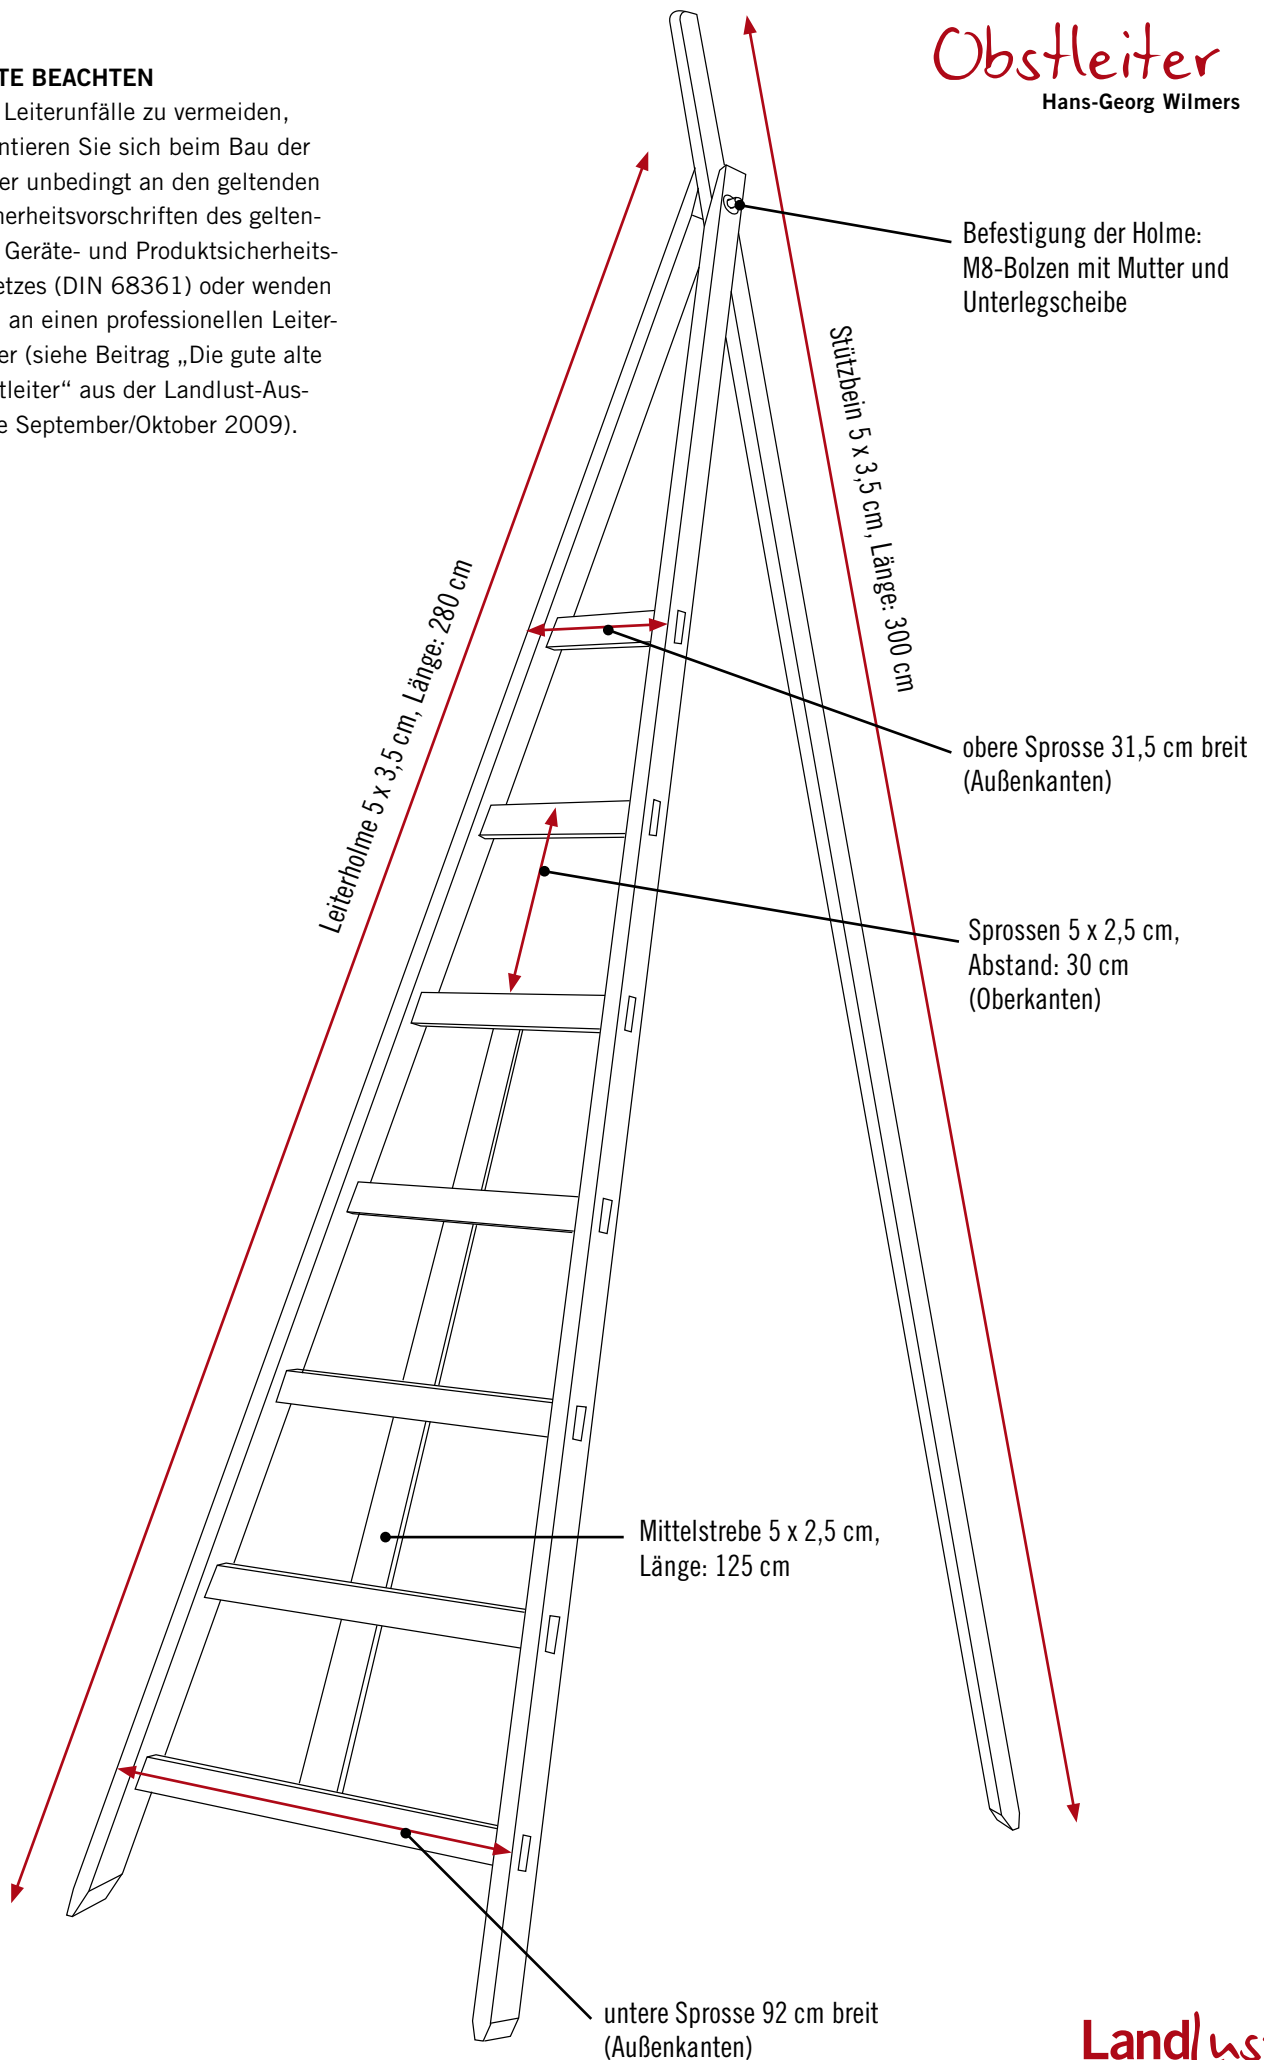 TE BEACHTEN
Leiterunfälle zu vermeiden,
ntieren Sie sich beim Bau der
er unbedingt an den geltenden
herheitsvorschriften des gelten-
Geräte- und Produktsicherheits-
etzes (DIN 68361) oder wenden
an einen professionellen Leiter-
er (siehe Beitrag „Die gute alte
tleiter“ aus der Landlust-Aus-
e September/Oktober 2009).
Obstleiter
Hans-Georg Wilmers
Befestigung der Holme:
M8-Bolzen mit Mutter und
Unterlegscheibe
Stützbein 5 x 3,5 cm, Länge: 300 cm
Leiterholme 5 x 3,5 cm, Länge: 280 cm
obere Sprosse 31,5 cm breit
(Außenkanten)
Sprossen 5 x 2,5 cm,
Abstand: 30 cm
(Oberkanten)
Mittelstrebe 5 x 2,5 cm,
Länge: 125 cm
untere Sprosse 92 cm breit
(Außenkanten)
Landlust